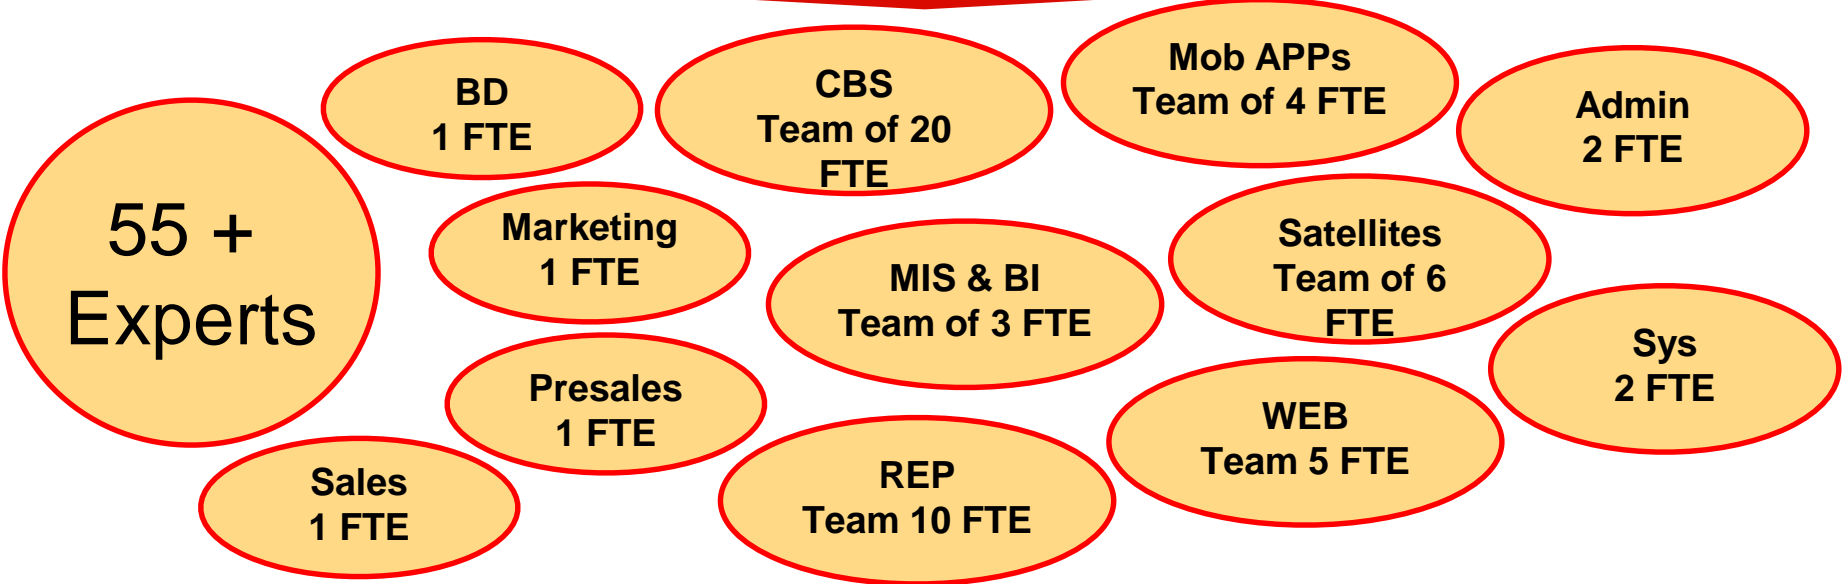 55 +
Experts
BD
1 FTE
CBS
Team of 20
FTE
Mob APPs
Team of 4 FTE
Admin
2 FTE
Marketing
1 FTE
MIS & BI
Team of 3 FTE
Satellites
Team of 6
FTE
Sys
2 FTE
Presales
1 FTE
WEB
Team 5 FTE
Sales
1 FTE
REP
Team 10 FTE